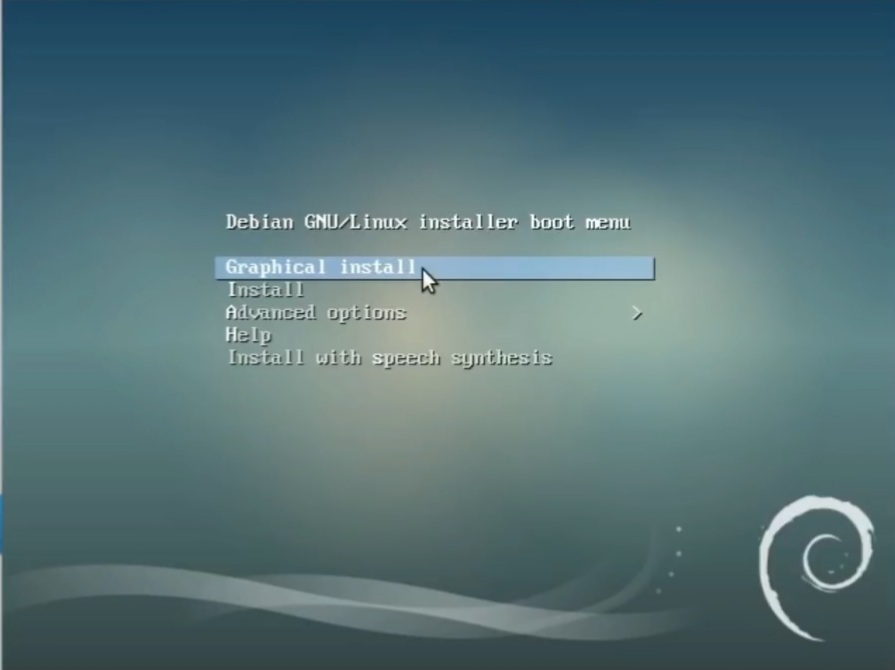 Debian GNU/Linux installer boot menu
Graphical install
Install
Advanced options >
Help
Install with speech synthesis